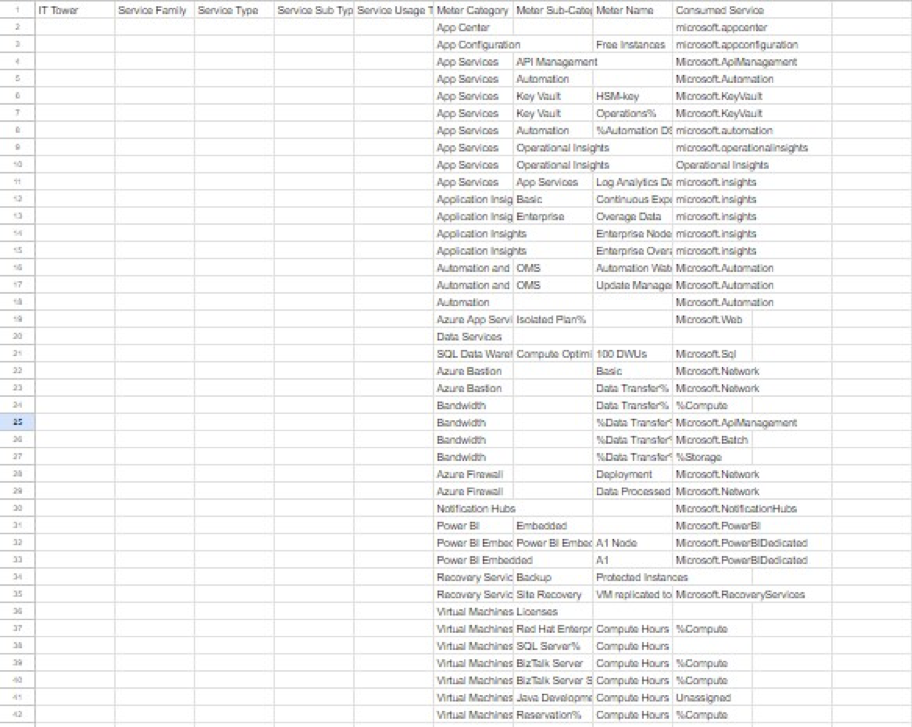 1 IT Tower Service Family Service Type Service Sub Typ Service Usage T Meter Category Meter Sub-Categ Meter Name Consumed Service
2 App Center microsoft.appcenter
3 App Configuration Free Instances microsoft.appconfiguration
4 App Services API Management Microsoft.ApiManagement
5 App Services Automation Microsoft.Automation
6 App Services Key Vault HSM-key Microsoft.KeyVault
7 App Services Key Vault Operations% Microsoft.KeyVault
8 App Services Automation %Automation DS microsoft.automation
9 App Services Operational Insights microsoft.operationalinsights
10 App Services Operational Insights Operational Insights
11 App Services App Services Log Analytics Da microsoft.insights
12 Application Insig Basic Continuous Expo microsoft.insights
13 Application Insig Enterprise Overage Data microsoft.insights
14 Application Insights Enterprise Node microsoft.insights
15 Application Insights Enterprise Overa microsoft.insights
16 Automation and OMS Automation Wat Microsoft.Automation
17 Automation and OMS Update Manage Microsoft.Automation
18 Automation Microsoft.Automation
19 Azure App Servi Isolated Plan% Microsoft.Web
20 Data Services
21 SQL Data Wareh Compute Optimi 100 DWUs Microsoft.Sql
22 Azure Bastion Basic Microsoft.Network
23 Azure Bastion Data Transfer% Microsoft.Network
24 Bandwidth Data Transfer% %Compute
25 Bandwidth %Data Transfer% Microsoft.ApiManagement
26 Bandwidth %Data Transfer% Microsoft.Batch
27 Bandwidth %Data Transfer% %Storage
28 Azure Firewall Deployment Microsoft.Network
29 Azure Firewall Data Processed Microsoft.Network
30 Notification Hubs Microsoft.NotificationHubs
31 Power BI Embedded Microsoft.PowerBI
32 Power BI Embec Power BI Embec A1 Node Microsoft.PowerBIDedicated
33 Power BI Embedded A1 Microsoft.PowerBIDedicated
34 Recovery Servic Backup Protected Instances
35 Recovery Servic Site Recovery VM replicated to Microsoft.RecoveryServices
36 Virtual Machines Licenses
37 Virtual Machines Red Hat Enterpr Compute Hours %Compute
38 Virtual Machines SQL Server% Compute Hours
39 Virtual Machines BizTalk Server Compute Hours %Compute
40 Virtual Machines BizTalk Server S Compute Hours %Compute
41 Virtual Machines Java Developme Compute Hours Unassigned
42 Virtual Machines Reservation% Compute Hours %Compute